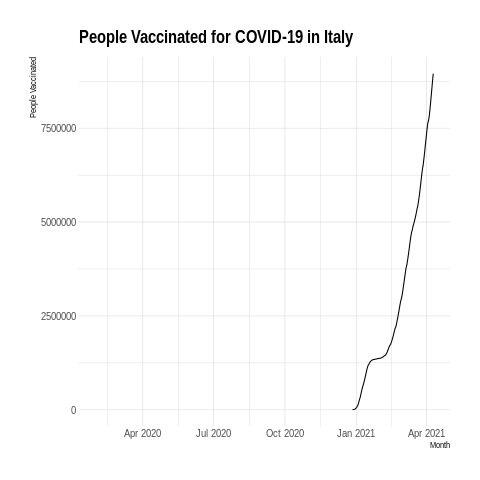 People Vaccinated for COVID-19 in Italy
People Vaccinated
7500000
5000000
2500000
0
Apr 2020 Jul 2020 Oct 2020 Jan 2021 Apr 2021
Month